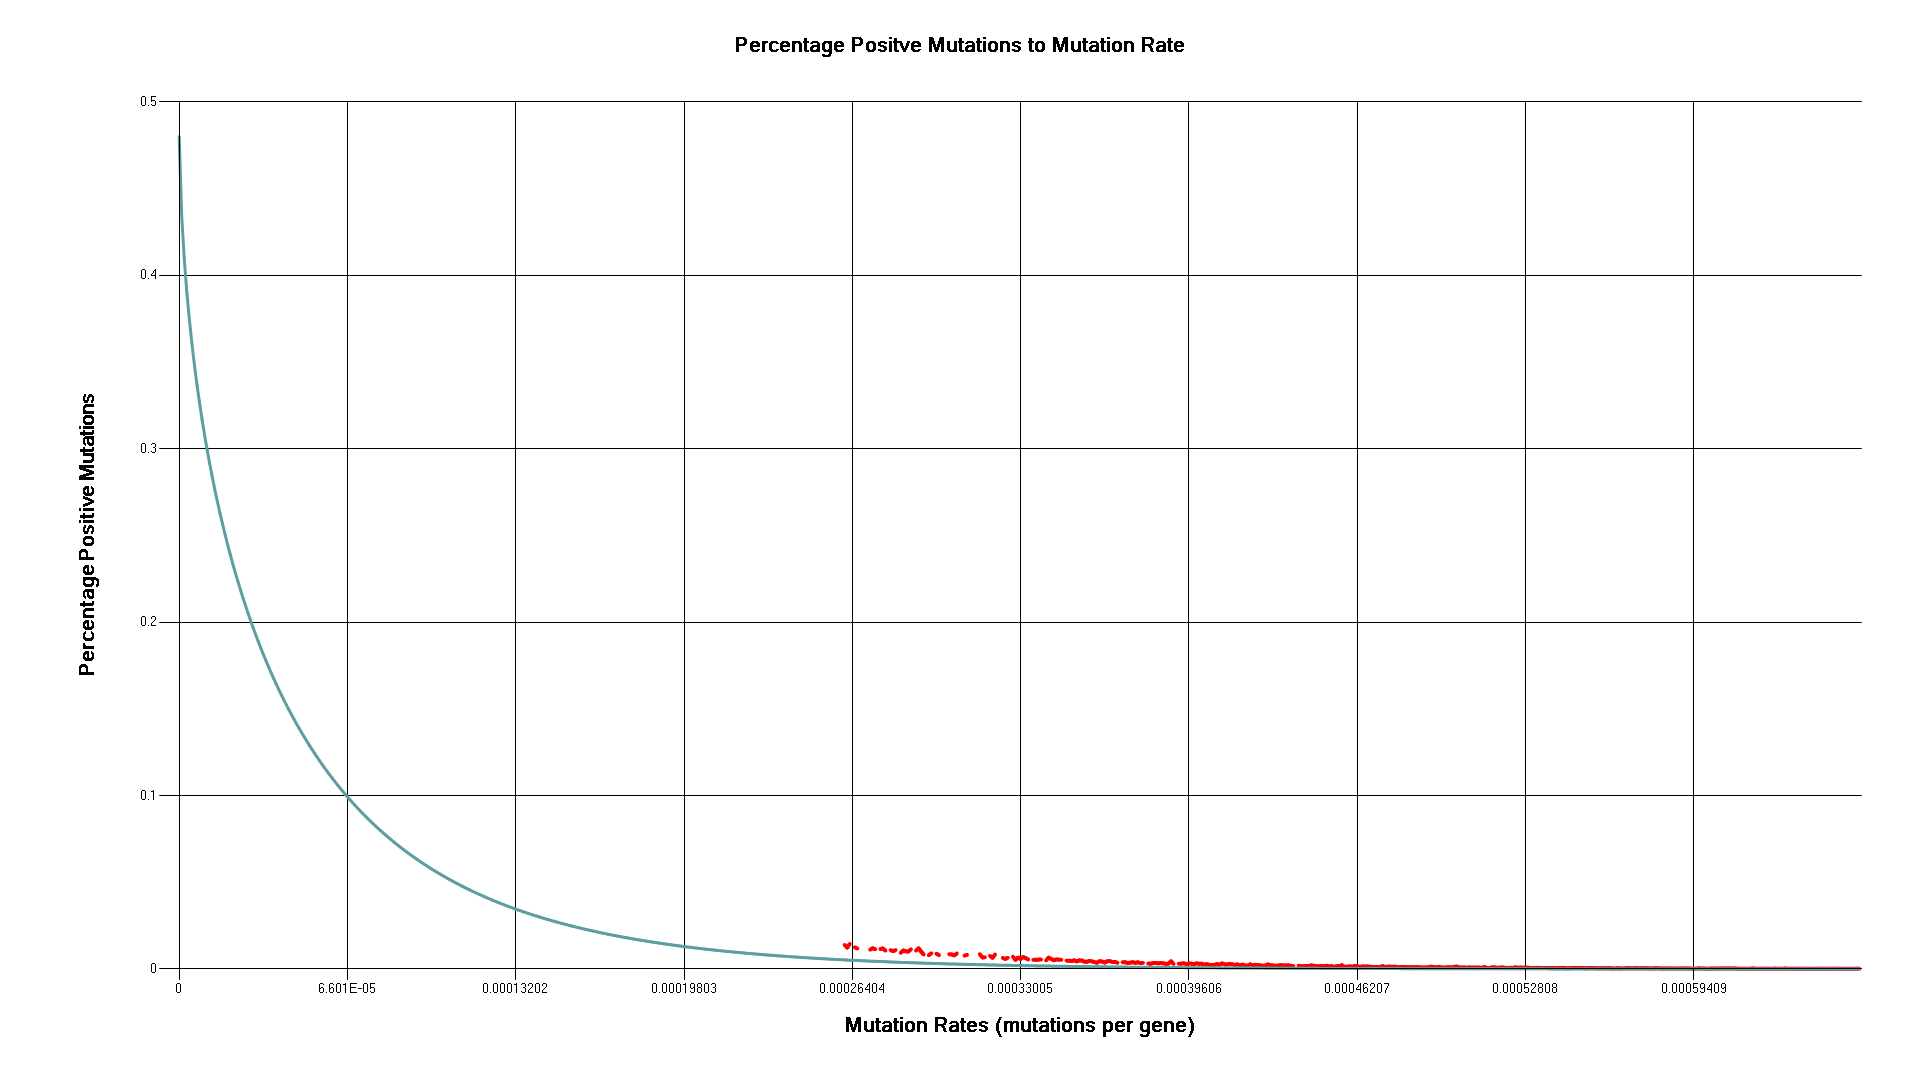 Percentage Positve Mutations to Mutation Rate
0.5
0.4
0.3
0.2
0.1
0
Percentage Positive Mutations
0 6.601E-05 0.00013202 0.00019803 0.00026404 0.00033005 0.00039606 0.00046207 0.00052808 0.00059409
Mutation Rates (mutations per gene)